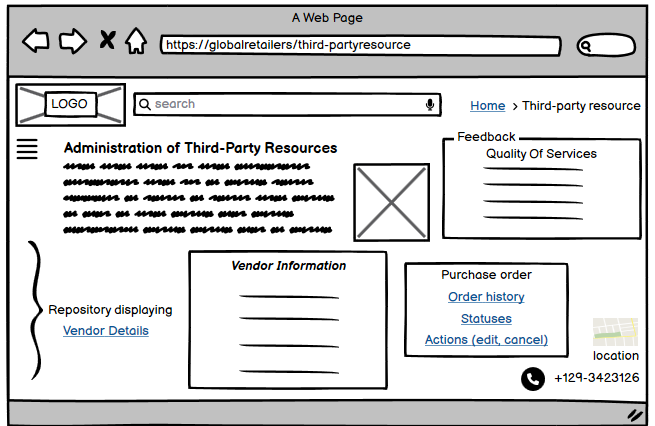 A Web Page
https://globalretailers/third-partyresource
LOGO
search
Home > Third-party resource
Administration of Third-Party Resources
Feedback
Quality Of Services
Vendor Information
Repository displaying
Vendor Details
Purchase order
Order history
Statuses
Actions (edit, cancel)
location
+129-3423126